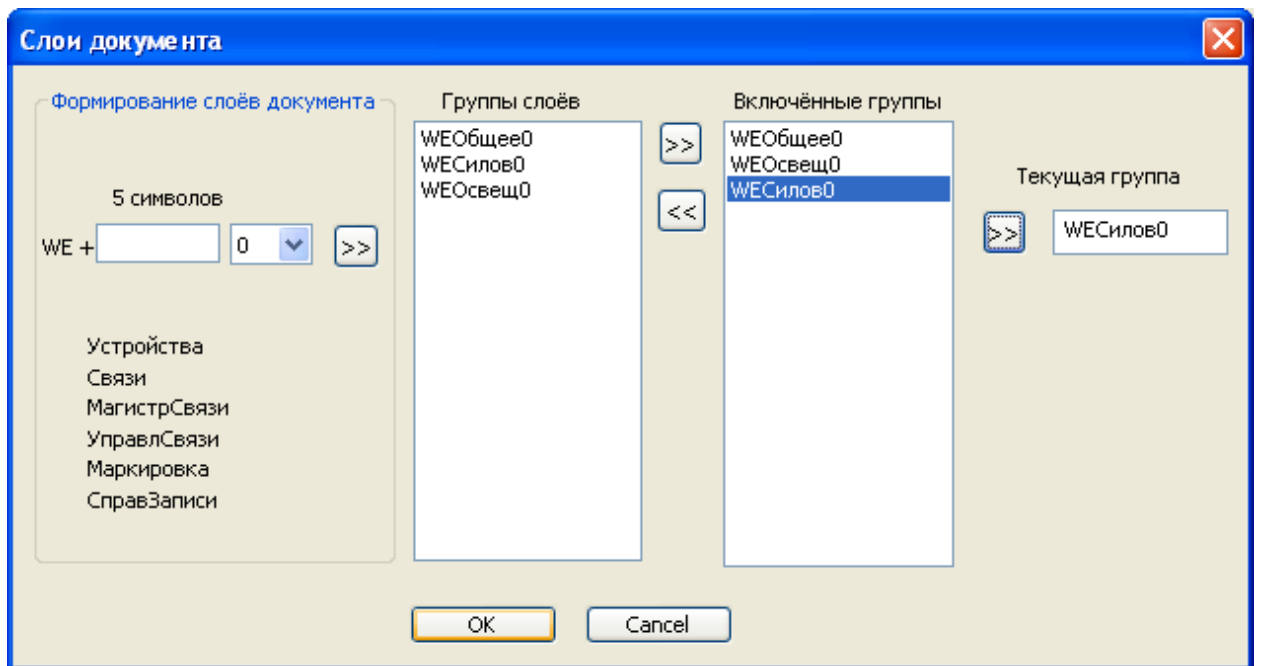 Слои документа
Формирование слоёв документа
5 символов
WE +
0
>>
Устройства
Связи
МагистрСвязи
УправлСвязи
Маркировка
СправЗаписи
Группы слоёв
WEОбщее0
WEСилов0
WEОсвещ0
>>
<<
Включённые группы
WEОбщее0
WEОсвещ0
WEСилов0
Текущая группа
>>
WEСилов0
OK
Cancel